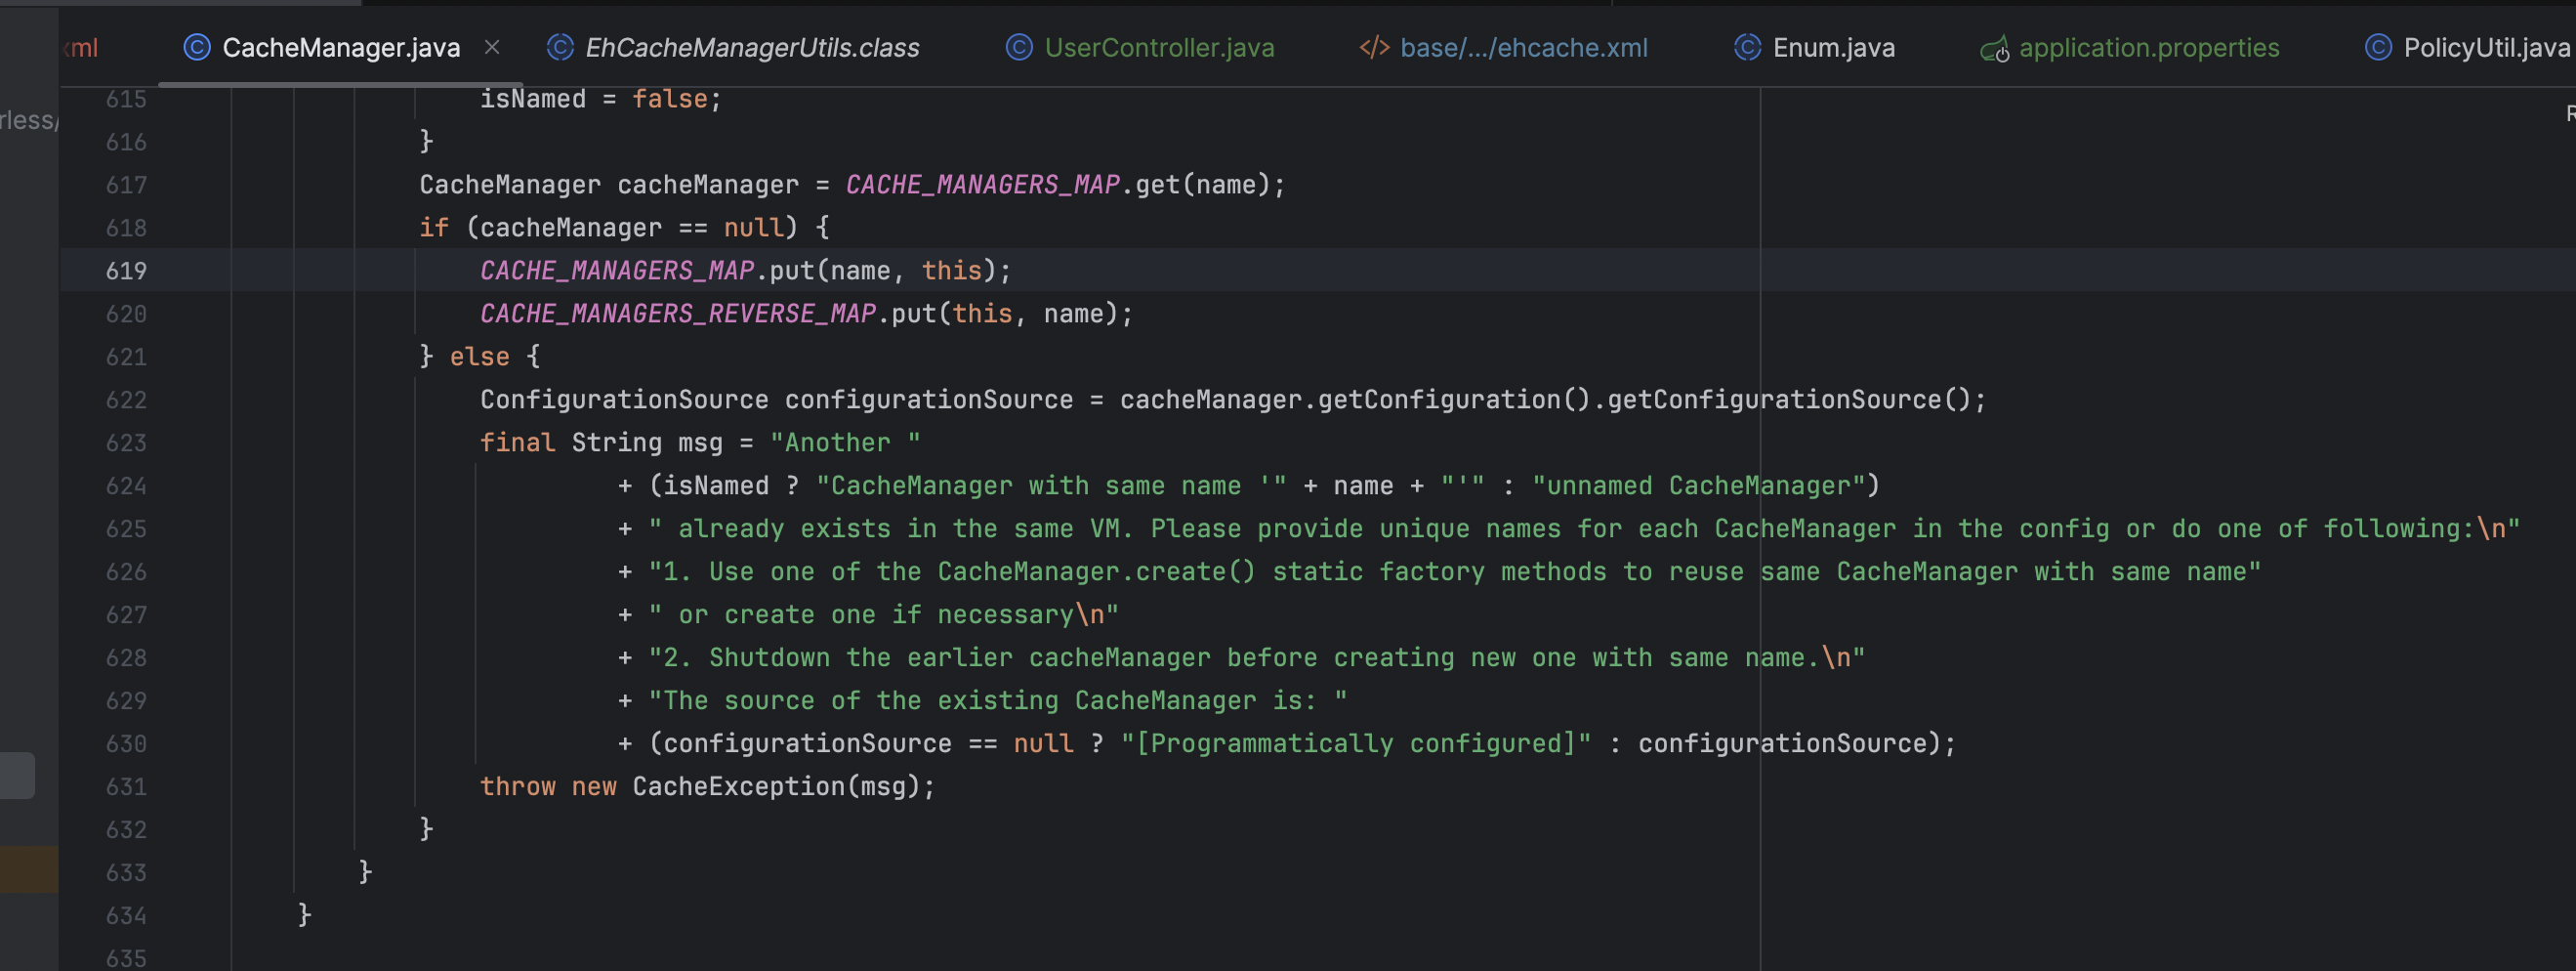 xml CacheManager.java × EhCacheManagerUtils.class UserController.java </> base/.../ehcache.xml Enum.java application.properties PolicyUtil.java
rless/
615 isNamed = false;
616 }
617 CacheManager cacheManager = CACHE_MANAGERS_MAP.get(name);
618 if (cacheManager == null) {
619 CACHE_MANAGERS_MAP.put(name, this);
620 CACHE_MANAGERS_REVERSE_MAP.put(this, name);
621 } else {
622 ConfigurationSource configurationSource = cacheManager.getConfiguration().getConfigurationSource();
623 final String msg = "Another "
624 + (isNamed ? "CacheManager with same name '" + name + "'" : "unnamed CacheManager")
625 + " already exists in the same VM. Please provide unique names for each CacheManager in the config or do one of following:\n"
626 + "1. Use one of the CacheManager.create() static factory methods to reuse same CacheManager with same name"
627 + " or create one if necessary\n"
628 + "2. Shutdown the earlier cacheManager before creating new one with same name.\n"
629 + "The source of the existing CacheManager is: "
630 + (configurationSource == null ? "[Programmatically configured]" : configurationSource);
631 throw new CacheException(msg);
632 }
633 }
634 }
635